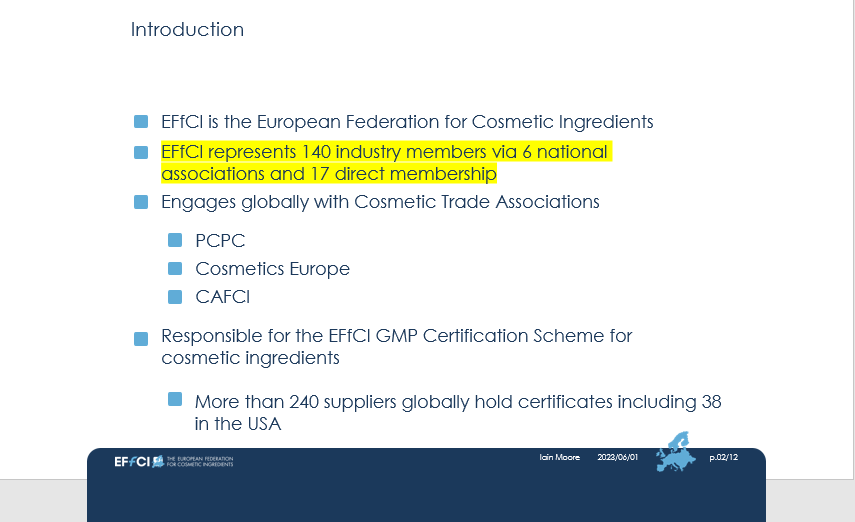 Introduction
EFfCI is the European Federation for Cosmetic Ingredients
EFfCI represents 140 industry members via 6 national
associations and 17 direct membership
Engages globally with Cosmetic Trade Associations
PCPC
Cosmetics Europe
CAFCI
Responsible for the EFfCI GMP Certification Scheme for
cosmetic ingredients
More than 240 suppliers globally hold certificates including 38
in the USA
EFfCI THE EUROPEAN FEDERATION
FOR COSMETIC INGREDIENTS
Iain Moore 2023/06/01 p.02/12